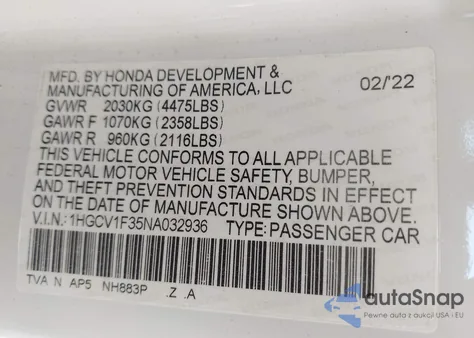 MFD. BY HONDA DEVELOPMENT &
MANUFACTURING OF AMERICA, LLC 02/'22
GVWR 2030KG (4475LBS)
GAWR F 1070KG (2358LBS)
GAWR R 960KG (2116LBS)
THIS VEHICLE CONFORMS TO ALL APPLICABLE
FEDERAL MOTOR VEHICLE SAFETY, BUMPER,
AND THEFT PREVENTION STANDARDS IN EFFECT
ON THE DATE OF MANUFACTURE SHOWN ABOVE.
V.I.N.: 1HGCV1F35NA032936 TYPE: PASSENGER CAR
TVA N AP5 NH883P .Z .A
autaSnap
Pewne auta z aukcji USA i EU